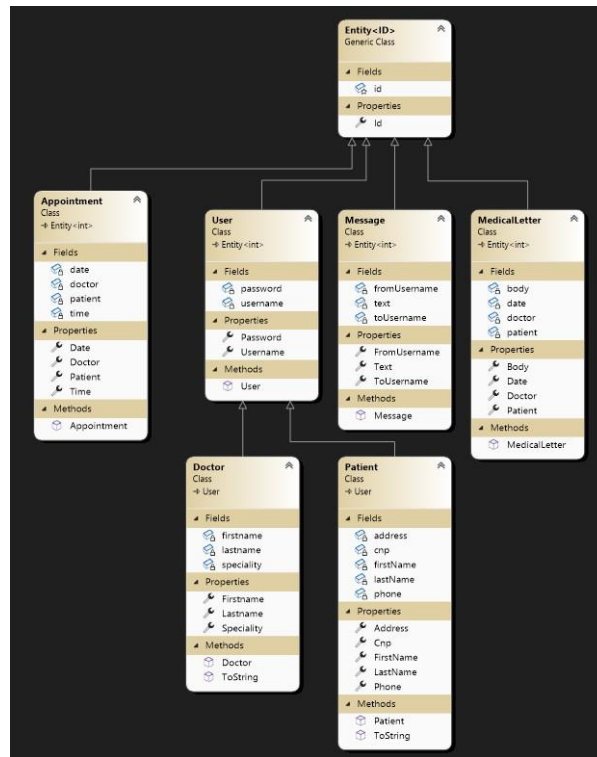 Entity<ID>
Generic Class
Fields
id
Properties
Id
Appointment
Class
Entity<int>
Fields
date
doctor
patient
time
Properties
Date
Doctor
Patient
Time
Methods
Appointment
User
Class
Entity<int>
Fields
password
username
Properties
Password
Username
Methods
User
Message
Class
Entity<int>
Fields
fromUsername
text
toUsername
Properties
FromUsername
Text
ToUsername
Methods
Message
MedicalLetter
Class
Entity<int>
Fields
body
date
doctor
patient
Properties
Body
Date
Doctor
Patient
Methods
MedicalLetter
Doctor
Class
User
Fields
firstname
lastname
speciality
Properties
Firstname
Lastname
Speciality
Methods
Doctor
ToString
Patient
Class
User
Fields
address
cnp
firstName
lastName
phone
Properties
Address
Cnp
FirstName
LastName
Phone
Methods
Patient
ToString